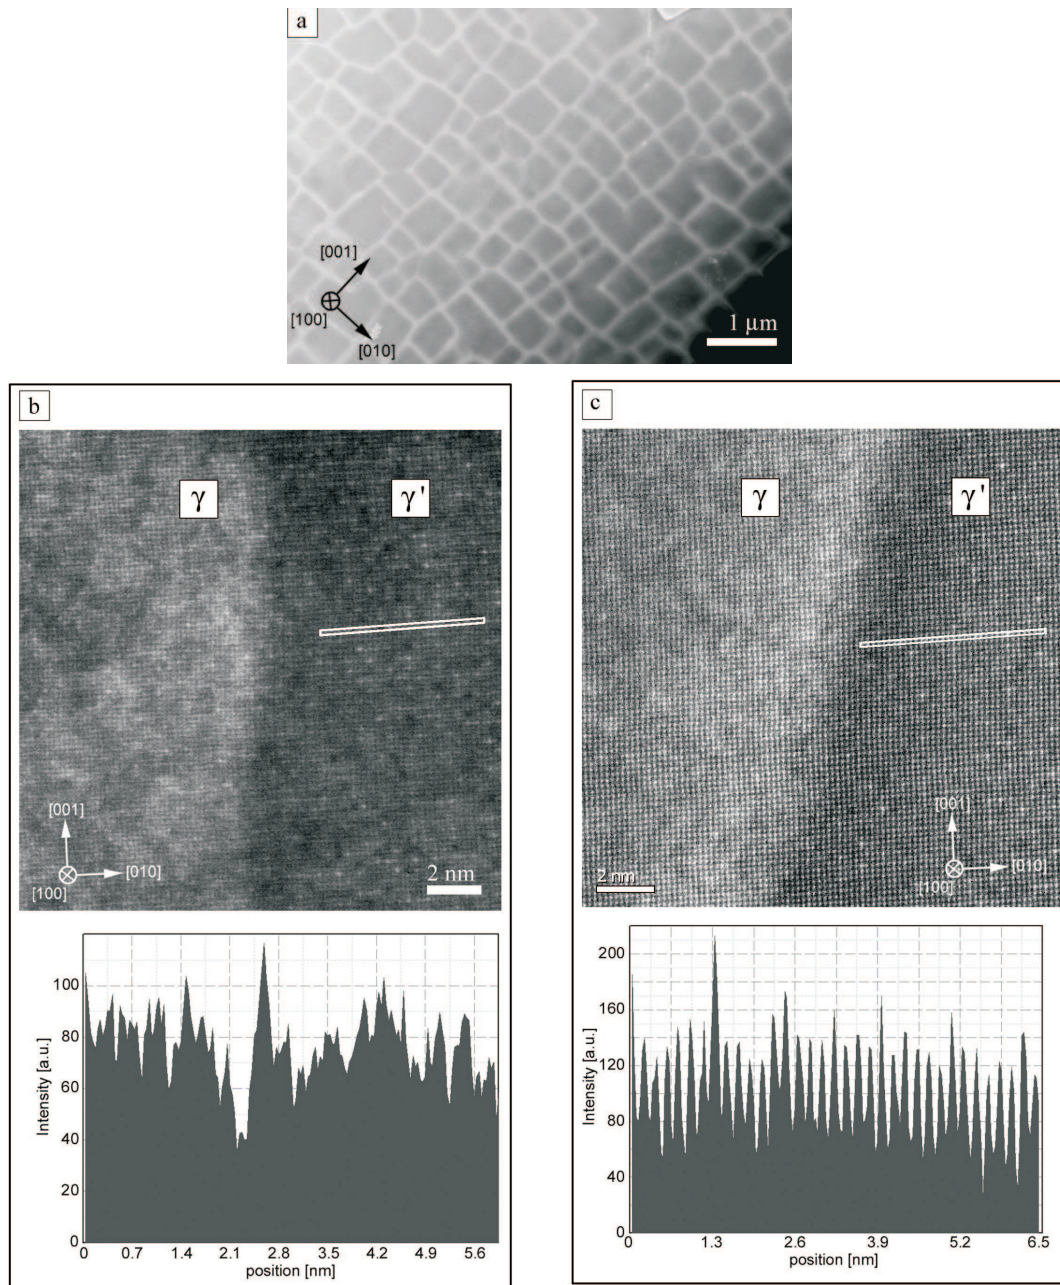 a
[001]
[100]
[010]
1 µm
b
γ
γ'
[001]
[010]
[100]
2 nm
Intensity [a.u.]
100
80
60
40
20
0
0 0.7 1.4 2.1 2.8 3.5 4.2 4.9 5.6
position [nm]
c
γ
γ'
2 nm
[001]
[010]
[100]
Intensity [a.u.]
200
160
120
80
40
0
0 1.3 2.6 3.9 5.2 6.5
position [nm]